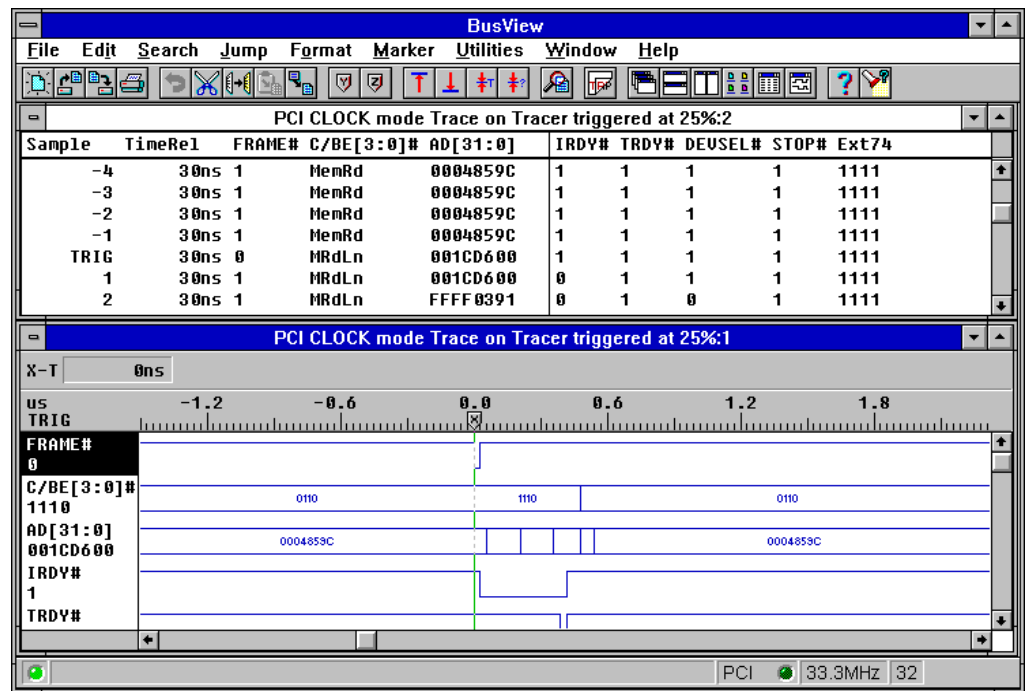 BusView
File Edit Search Jump Format Marker Utilities Window Help
PCI CLOCK mode Trace on Tracer triggered at 25%:2
Sample TimeRel FRAME# C/BE[3:0]# AD[31:0] IRDY# TRDY# DEVSEL# STOP# Ext74
-4 30ns 1 MemRd 0004859C 1 1 1 1 1111
-3 30ns 1 MemRd 0004859C 1 1 1 1 1111
-2 30ns 1 MemRd 0004859C 1 1 1 1 1111
-1 30ns 1 MemRd 0004859C 1 1 1 1 1111
TRIG 30ns 0 MRdLn 001CD600 1 1 1 1 1111
1 30ns 1 MRdLn 001CD600 0 1 1 1 1111
2 30ns 1 MRdLn FFFF0391 0 1 0 1 1111
PCI CLOCK mode Trace on Tracer triggered at 25%:1
X-T 0ns
us -1.2 -0.6 0.0 0.6 1.2 1.8
TRIG
FRAME#
0
C/BE[3:0]#
1110 0110 1110 0110
AD[31:0]
001CD600 0004859C 0004859C
IRDY#
1
TRDY#
PCI 33.3MHz 32